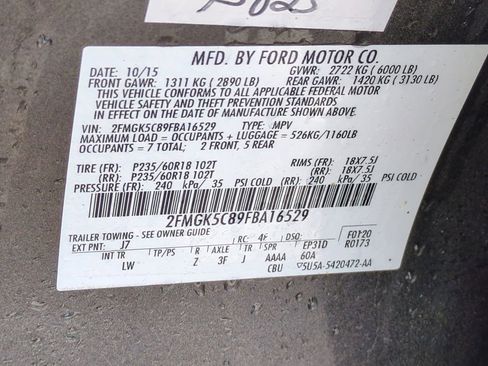 MFD. BY FORD MOTOR CO.
DATE: 10/15 GVWR: 2722 KG ( 6000 LB)
FRONT GAWR: 1311 KG ( 2890 LB) REAR GAWR: 1420 KG ( 3130 LB)
THIS VEHICLE CONFORMS TO ALL APPLICABLE FEDERAL MOTOR
VEHICLE SAFETY AND THEFT PREVENTION STANDARDS IN EFFECT
ON THE DATE OF MANUFACTURE SHOWN ABOVE.
VIN: 2FMGK5C89FBA16529 TYPE: MPV
MAXIMUM LOAD = OCCUPANTS + LUGGAGE = 526KG/1160LB
OCCUPANTS = 7 TOTAL; 2 FRONT, 5 REAR
TIRE (FR): P235/60R18 102T RIMS (FR): 18X7.5J
TIRE (RR): P235/60R18 102T (RR): 18X7.5J
PRESSURE (FR): 240 kPa/ 35 PSI COLD (RR): 240 kPa/ 35 PSI COLD
2FMGK5C89FBA16529
TRAILER TOWING - SEE OWNER GUIDE F0120
EXT PNT: J7 RC: 4F DSO: R0173
INT TP/PS R AXLE TR SPR EP31D
LW Z 3F J AAAA 60A
CBU 5U5A-5420472-AA